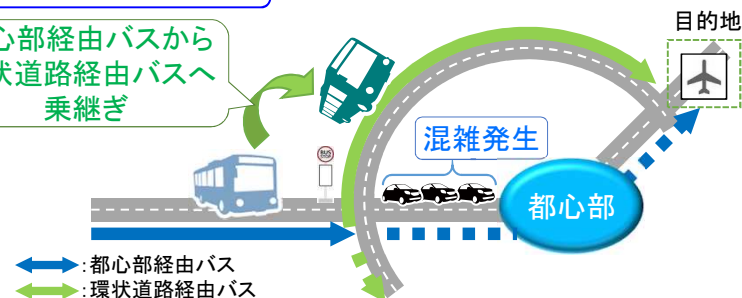 心部経由バスから
状道路経由バスへ
乗継ぎ
目的地
混雑発生
BUS STOP
都心部
:都心部経由バス
:環状道路経由バス